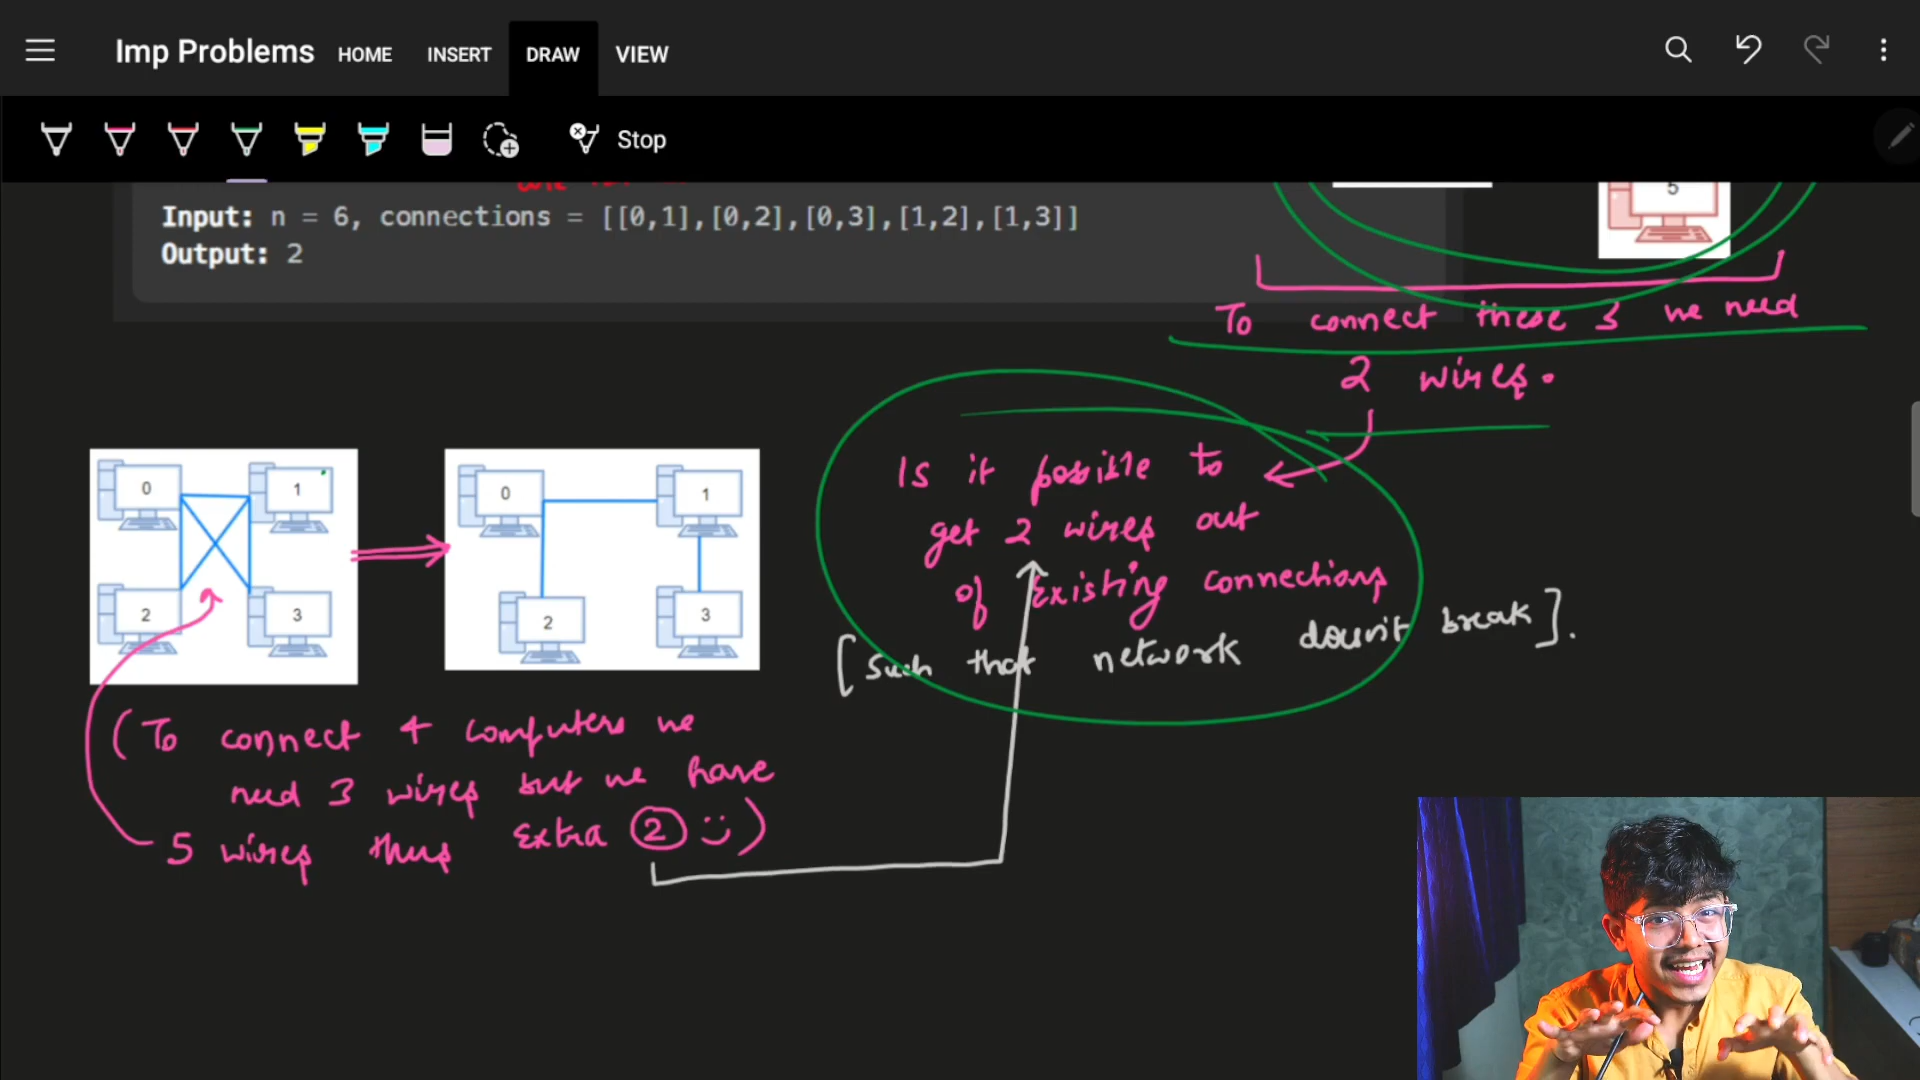 Imp Problems HOME INSERT DRAW VIEW
Stop
Input: n = 6, connections = [[0,1],[0,2],[0,3],[1,2],[1,3]]
Output: 2
5
To connect these 3 we need
2 wires.
0 1
2 3
0 1
2 3
Is it possible to
get 2 wires out
of Existing connections
[such that network doesn't break].
(To connect 4 computers we
need 3 wires but we have
5 wires thus Extra 2 :))